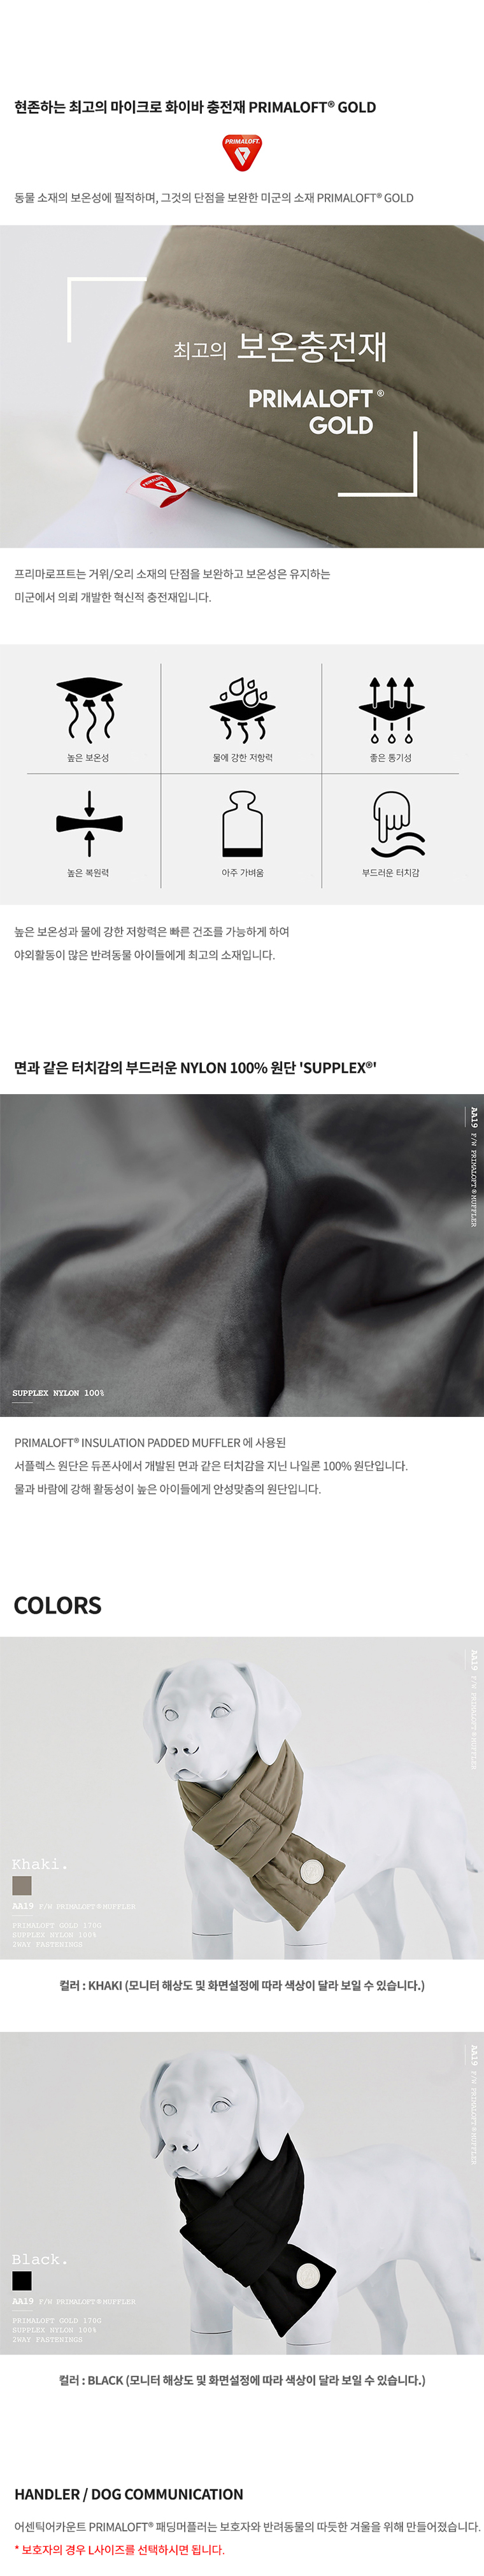 현존하는 최고의 마이크로 화이바 충전재 PRIMALOFT® GOLD
PRIMALOFT.
동물 소재의 보온성에 필적하며, 그것의 단점을 보완한 미군의 소재 PRIMALOFT® GOLD
최고의 보온충전재
PRIMALOFT®
GOLD
PRIMALOFT
프리마로프트는 거위/오리 소재의 단점을 보완하고 보온성은 유지하는
미군에서 의뢰 개발한 혁신적 충전재입니다.
높은 보온성
물에 강한 저항력
좋은 통기성
높은 복원력
아주 가벼움
부드러운 터치감
높은 보온성과 물에 강한 저항력은 빠른 건조를 가능하게 하여
야외활동이 많은 반려동물 아이들에게 최고의 소재입니다.
면과 같은 터치감의 부드러운 NYLON 100% 원단 'SUPPLEX®'
AA19 F/W PRIMALOFT®MUFFLER
SUPPLEX NYLON 100%
PRIMALOFT® INSULATION PADDED MUFFLER 에 사용된
서플렉스 원단은 듀폰사에서 개발된 면과 같은 터치감을 지닌 나일론 100% 원단입니다.
물과 바람에 강해 활동성이 높은 아이들에게 안성맞춤의 원단입니다.
COLORS
AA19 F/W PRIMALOFT®MUFFLER
Khaki.
AA19 F/W PRIMALOFT®MUFFLER
PRIMALOFT GOLD 170G
SUPPLEX NYLON 100%
2WAY FASTERINGS
컬러 : KHAKI (모니터 해상도 및 화면설정에 따라 색상이 달라 보일 수 있습니다.)
AA19 F/W PRIMALOFT®MUFFLER
Black.
AA19 F/W PRIMALOFT®MUFFLER
PRIMALOFT GOLD 170G
SUPPLEX NYLON 100%
2WAY FASTERINGS
컬러 : BLACK (모니터 해상도 및 화면설정에 따라 색상이 달라 보일 수 있습니다.)
HANDLER / DOG COMMUNICATION
어센틱어카운트 PRIMALOFT® 패딩머플러는 보호자와 반려동물의 따듯한 겨울을 위해 만들어졌습니다.
* 보호자의 경우 L사이즈를 선택하시면 됩니다.